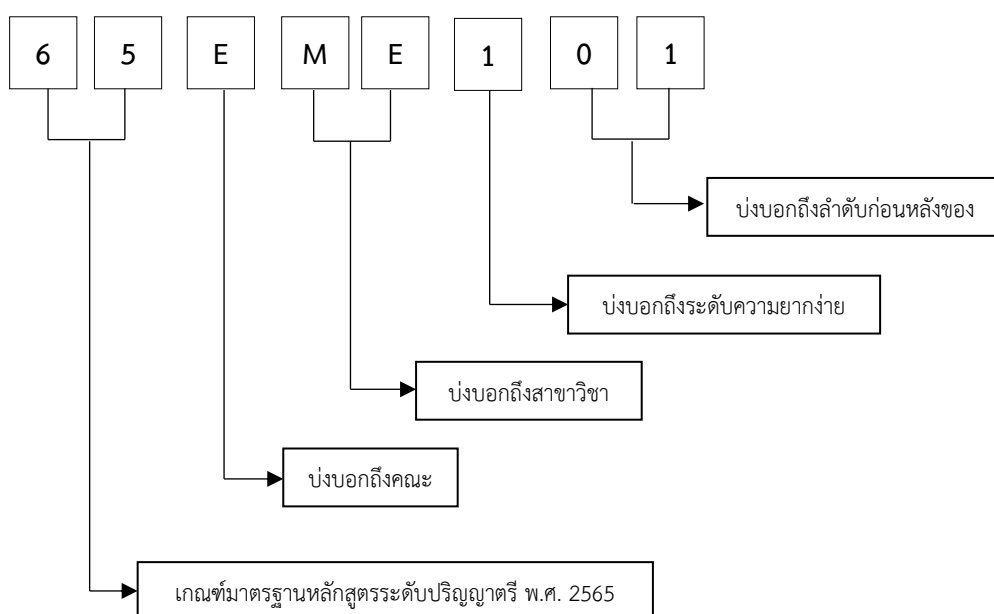 6 5 E M E 1 0 1
บ่งบอกถึงลำดับก่อนหลังของ
บ่งบอกถึงระดับความยากง่าย
บ่งบอกถึงสาขาวิชา
บ่งบอกถึงคณะ
เกณฑ์มาตรฐานหลักสูตรระดับปริญญาตรี พ.ศ. 2565